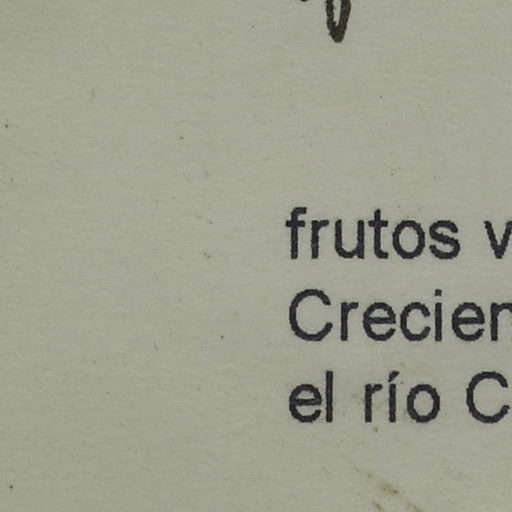 frutos v
Crecien
el río C